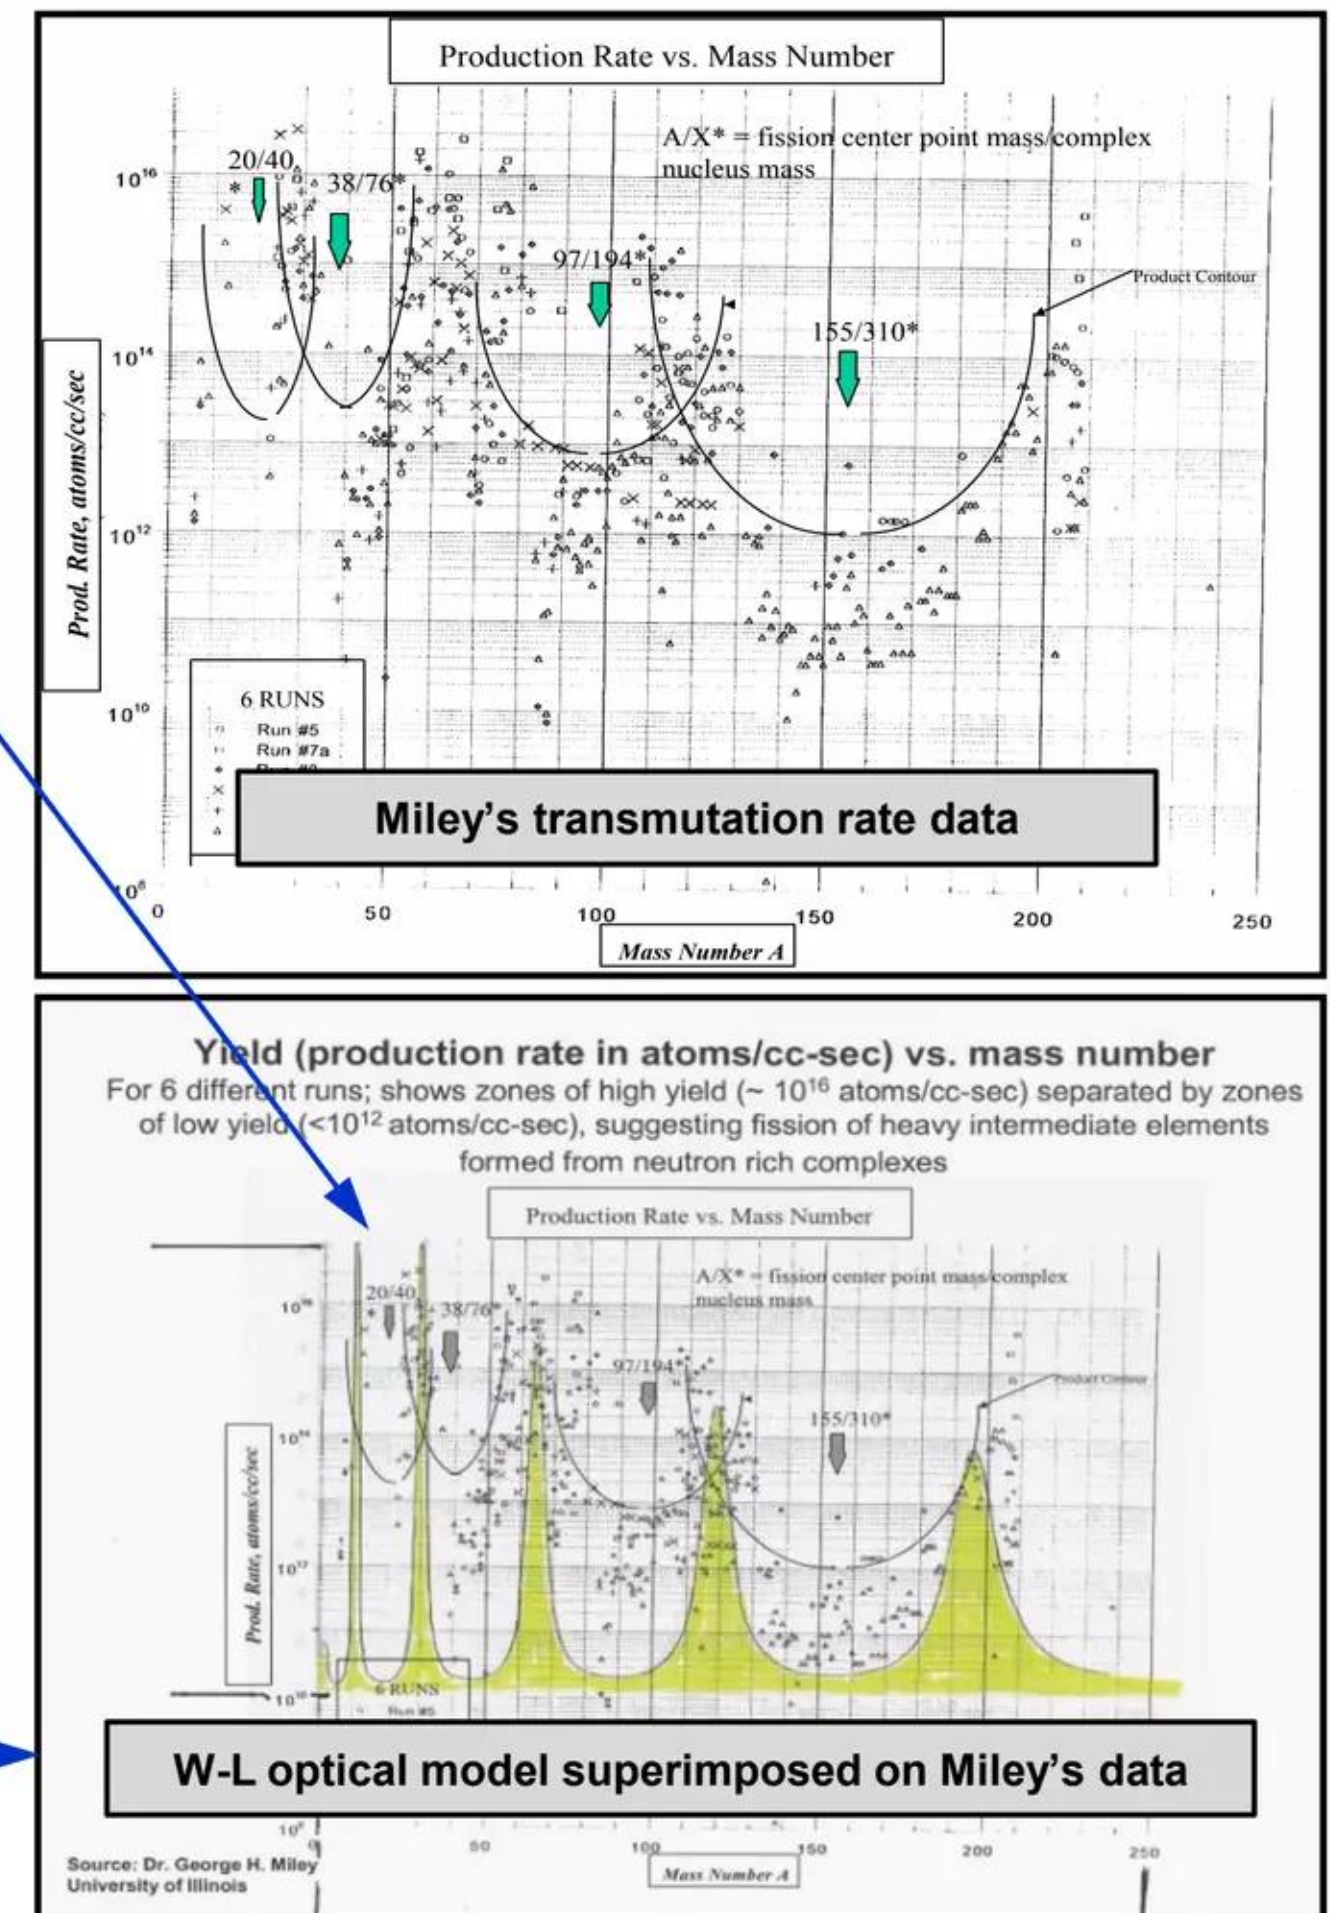 Production Rate vs. Mass Number
A/X* = fission center point mass/complex
nucleus mass
20/40
*
38/76*
97/194*
155/310*
Product Contour
10¹⁶
10¹⁴
10¹²
10¹⁰
10⁸
Prod. Rate, atoms/cc/sec
6 RUNS
Run #5
Run #7a
Miley's transmutation rate data
0
50
100
150
200
250
Mass Number A
Yield (production rate in atoms/cc-sec) vs. mass number
For 6 different runs; shows zones of high yield (~ 10¹⁶ atoms/cc-sec) separated by zones
of low yield (<10¹² atoms/cc-sec), suggesting fission of heavy intermediate elements
formed from neutron rich complexes
Production Rate vs. Mass Number
A/X* = fission center point mass/complex
nucleus mass
20/40
*
38/76*
97/194*
155/310*
Product Contour
Prod. Rate, atoms/cc/sec
6 RUNS
Run #5
W-L optical model superimposed on Miley's data
0
50
100
150
200
250
Mass Number A
Source: Dr. George H. Miley
University of Illinois